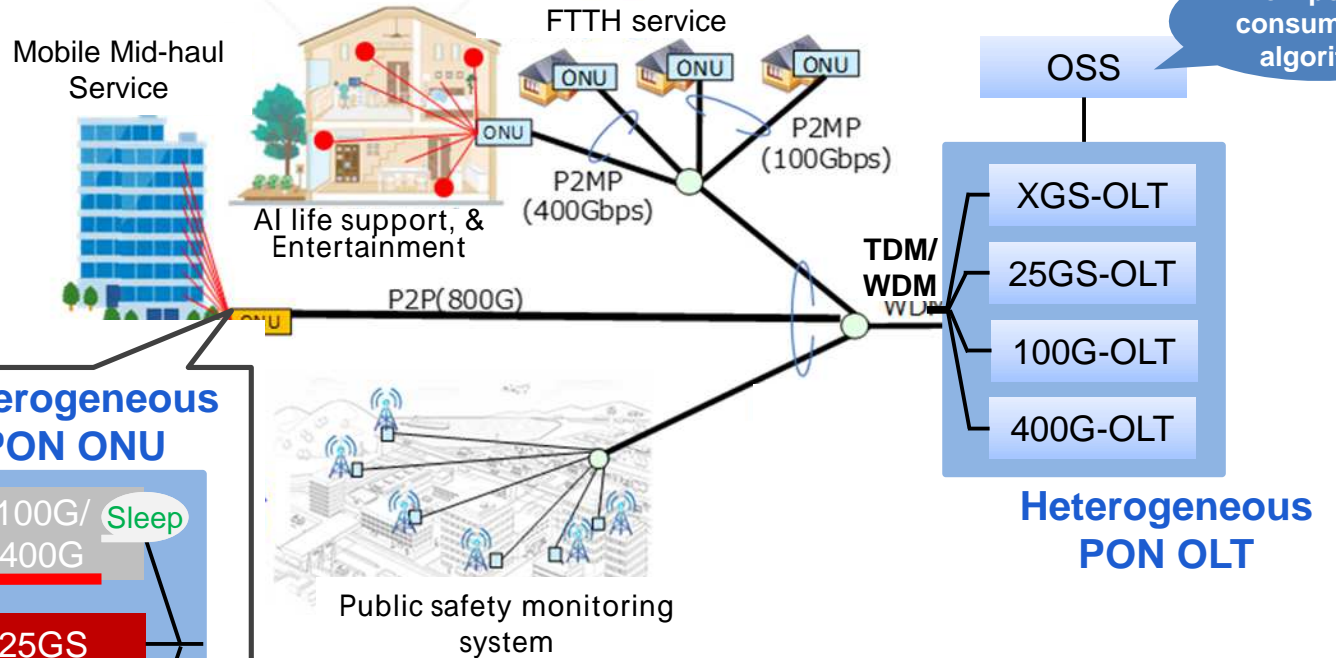 consum
algorit
OSS
FTTH service
Mobile Mid-haul
Service
ONU
ONU
ONU
ONU
P2MP
(100Gbps)
P2MP
(400Gbps)
AI life support, &
Entertainment
XGS-OLT
25GS-OLT
100G-OLT
400G-OLT
TDM/
WDM
WDM
P2P(800G)
ONU
erogeneous
PON ONU
100G/
400G
Sleep
25GS
Heterogeneous
PON OLT
Public safety monitoring
system